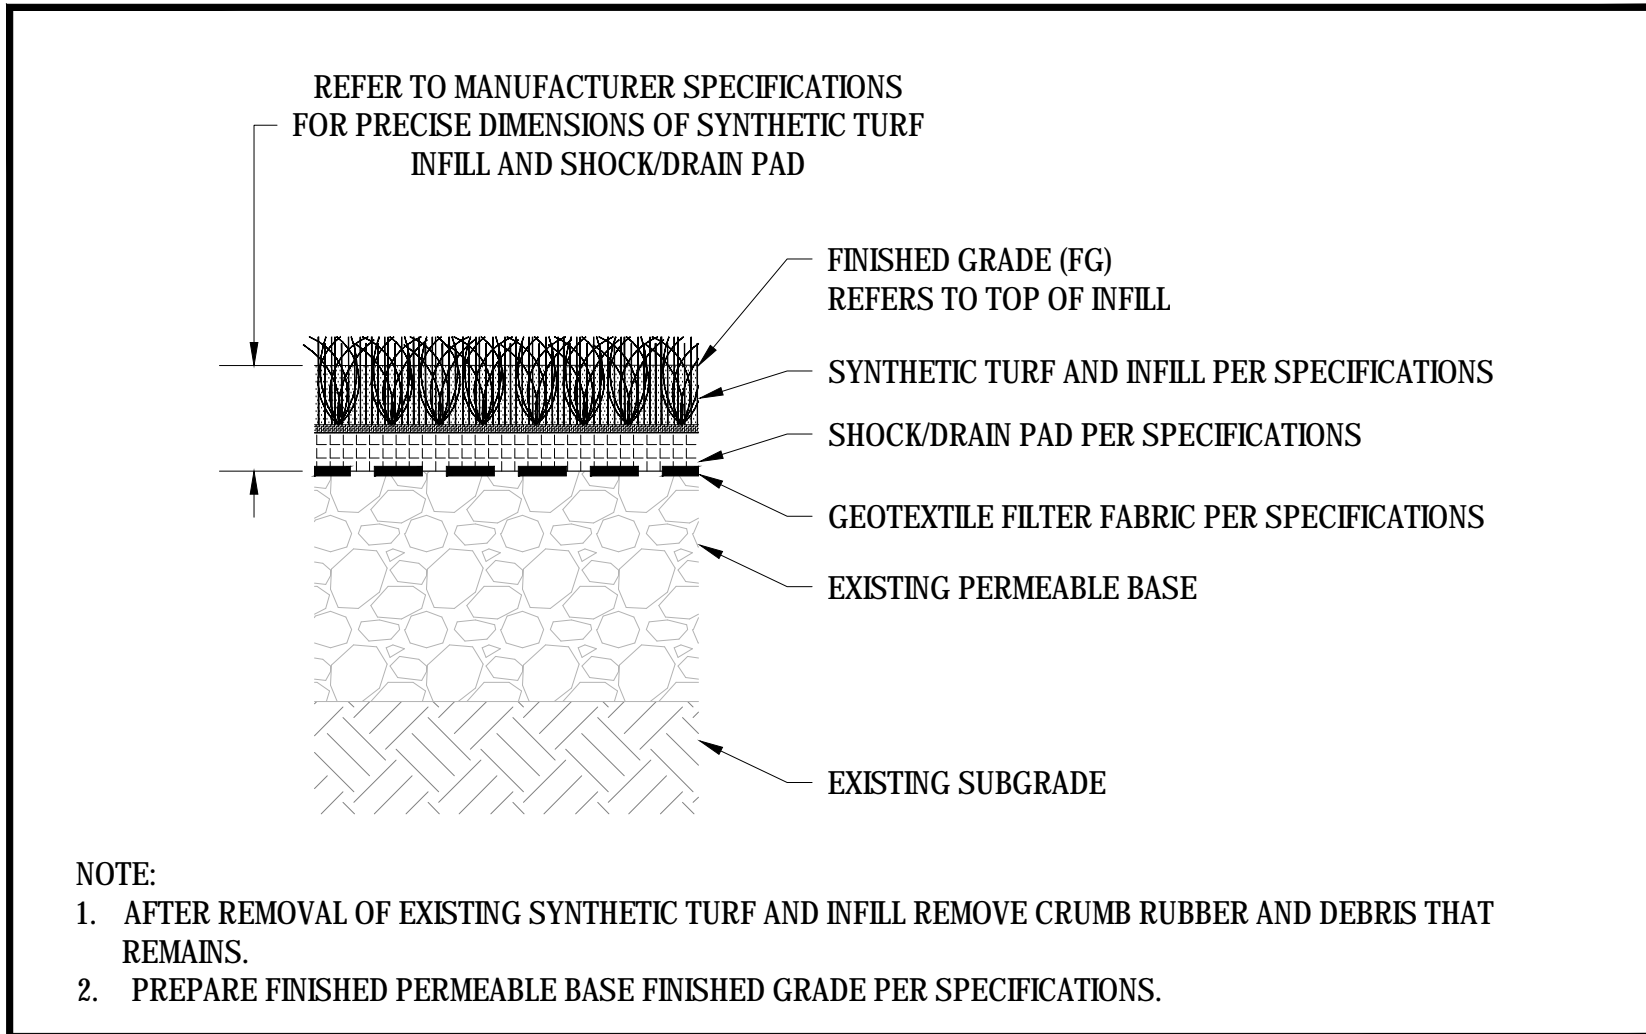 REFER TO MANUFACTURER SPECIFICATIONS
FOR PRECISE DIMENSIONS OF SYNTHETIC TURF
INFILL AND SHOCK/DRAIN PAD
FINISHED GRADE (FG)
REFERS TO TOP OF INFILL
SYNTHETIC TURF AND INFILL PER SPECIFICATIONS
SHOCK/DRAIN PAD PER SPECIFICATIONS
GEOTEXTILE FILTER FABRIC PER SPECIFICATIONS
EXISTING PERMEABLE BASE
EXISTING SUBGRADE
NOTE:
1. AFTER REMOVAL OF EXISTING SYNTHETIC TURF AND INFILL REMOVE CRUMB RUBBER AND DEBRIS THAT
REMAINS.
2. PREPARE FINISHED PERMEABLE BASE FINISHED GRADE PER SPECIFICATIONS.